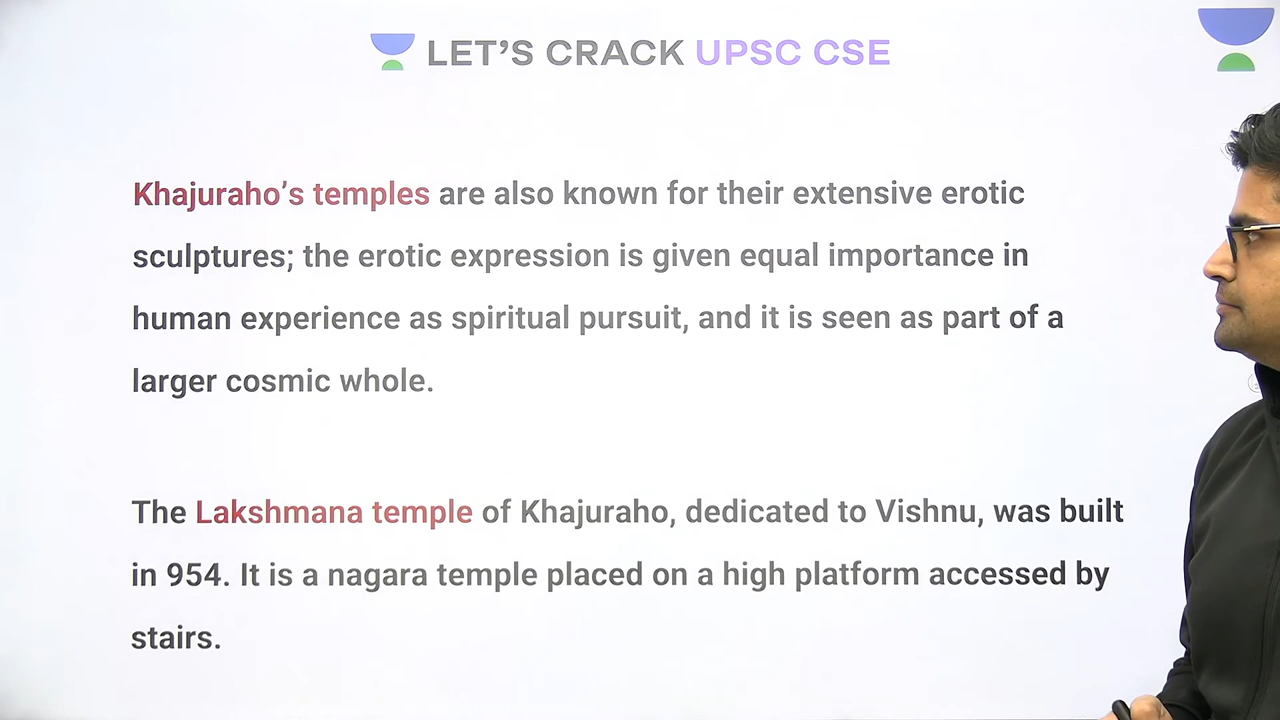 LET’S CRACK UPSC CSE
Khajuraho’s temples are also known for their extensive erotic
sculptures; the erotic expression is given equal importance in
human experience as spiritual pursuit, and it is seen as part of a
larger cosmic whole.
The Lakshmana temple of Khajuraho, dedicated to Vishnu, was built
in 954. It is a nagara temple placed on a high platform accessed by
stairs.